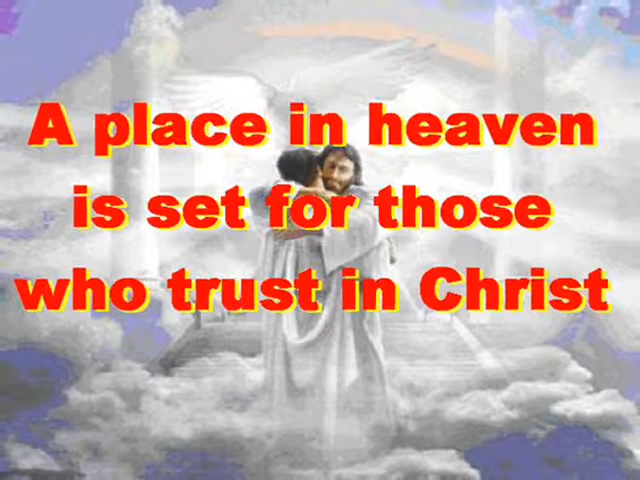 A place in heaven
is set for those
who trust in Christ